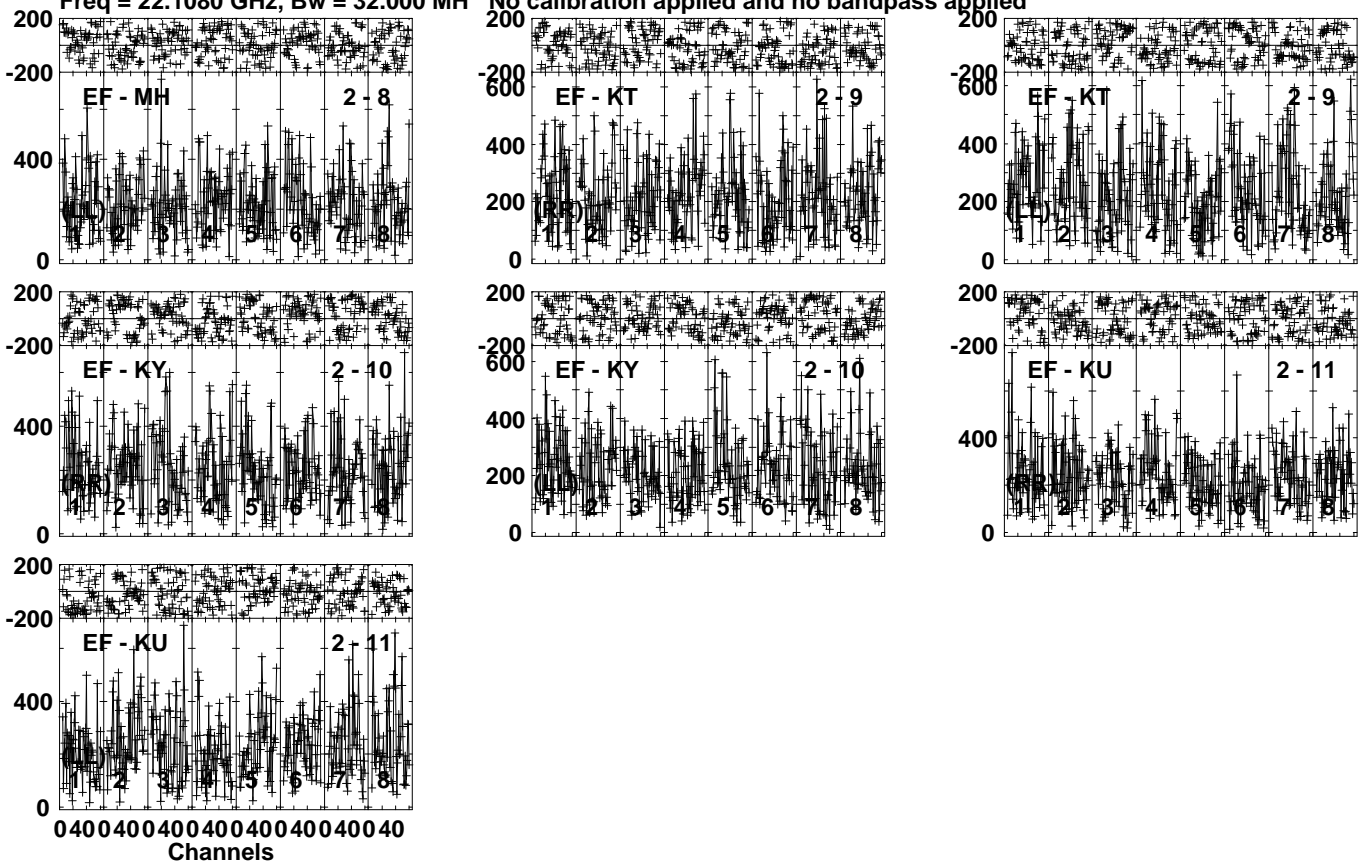 Freq = 22.1080 GHz, Bw = 32.000 MH No calibration applied and no bandpass applied
200
-200
EF - MH 2 - 8
400
(LL)
1 2 3 4 5 6 7 8
0
200
-200
600
EF - KT 2 - 9
400
200
(RR)
1 2 3 4 5 6 7 8
0
200
-200
600
EF - KT 2 - 9
400
200
(LL)
1 2 3 4 5 6 7 8
0
200
-200
EF - KY 2 - 10
400
(RR)
1 2 3 4 5 6 7 8
0
200
-200
600
EF - KY 2 - 10
400
200
(LL)
1 2 3 4 5 6 7 8
0
200
-200
EF - KU 2 - 11
400
(RR)
1 2 3 4 5 6 7 8
0
200
-200
EF - KU 2 - 11
400
(LL)
1 2 3 4 5 6 7 8
0
0 40 0 40 0 40 0 40 0 40 0 40 0 40 0 40
Channels